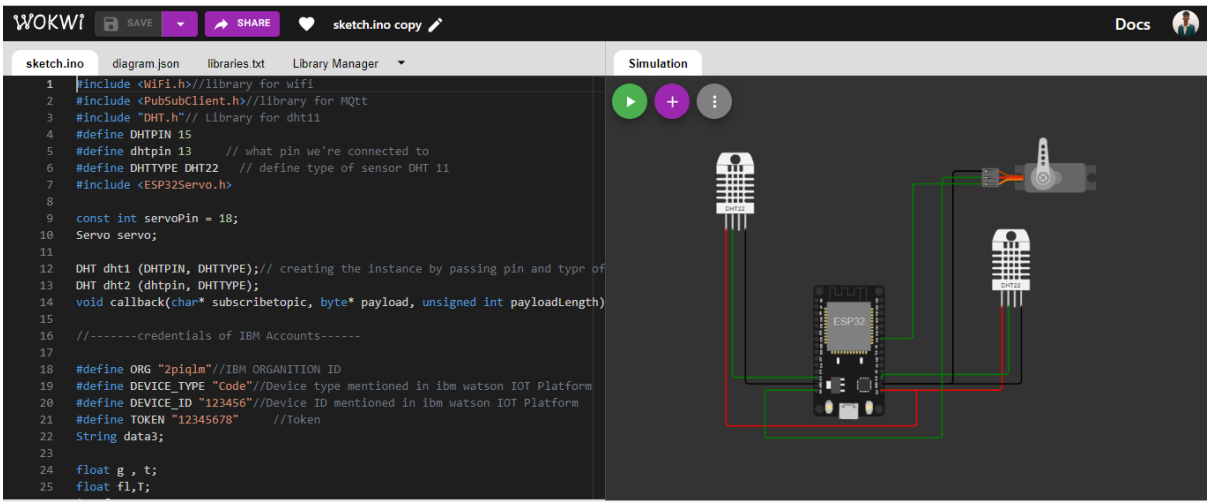 WOKWI SAVE SHARE sketch.ino copy Docs
sketch.ino diagram.json libraries.txt Library Manager Simulation
1 #include <WiFi.h>//library for wifi
2 #include <PubSubClient.h>//library for MQtt
3 #include "DHT.h"// Library for dht11
4 #define DHTPIN 15
5 #define dhtpin 13 // what pin we're connected to
6 #define DHTTYPE DHT22 // define type of sensor DHT 11
7 #include <ESP32Servo.h>
8
9 const int servoPin = 18;
10 Servo servo;
11
12 DHT dht1 (DHTPIN, DHTTYPE);// creating the instance by passing pin and typr of
13 DHT dht2 (dhtpin, DHTTYPE);
14 void callback(char* subscribetopic, byte* payload, unsigned int payloadLength)
15
16 //-------credentials of IBM Accounts------
17
18 #define ORG "2piqlm"//IBM ORGANITION ID
19 #define DEVICE_TYPE "Code"//Device type mentioned in ibm watson IOT Platform
20 #define DEVICE_ID "123456"//Device ID mentioned in ibm watson IOT Platform
21 #define TOKEN "12345678" //Token
22 String data3;
23
24 float g , t;
25 float fl,T;
DHT22
DHT22
ESP32